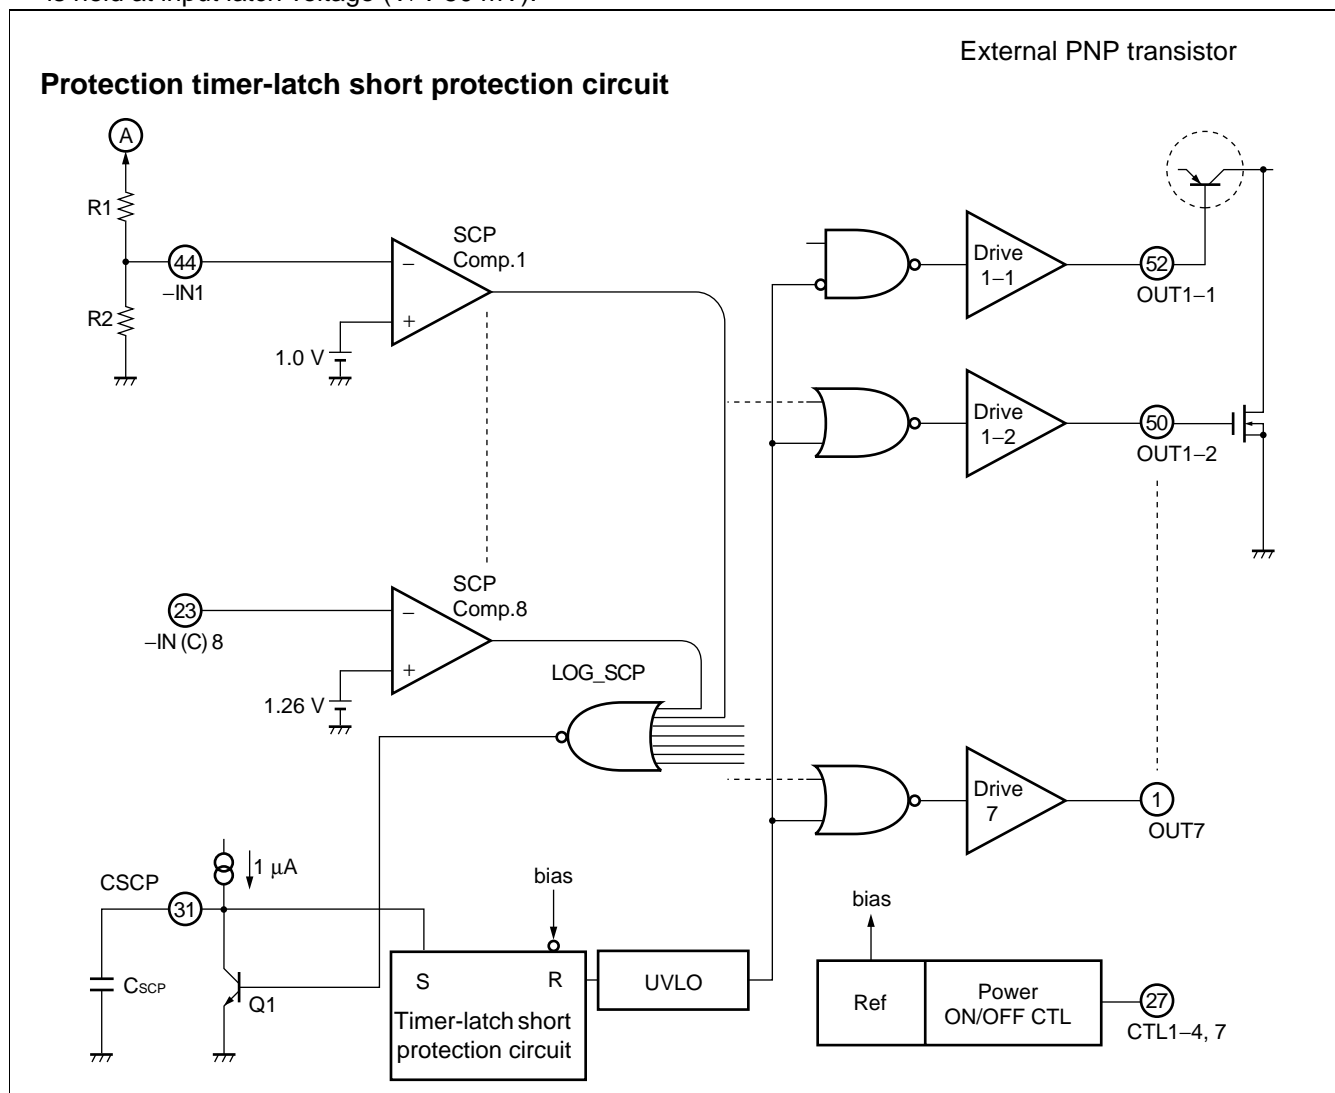 External PNP transistor
Protection timer-latch short protection circuit
A
R1
44
−IN1
R2
SCP
Comp.1
−
+
1.0 V
Drive
1−1
52
OUT1−1
Drive
1−2
50
OUT1−2
SCP
Comp.8
23
−IN (C) 8
−
+
1.26 V
LOG_SCP
Drive
7
1
OUT7
1 μA
CSCP
31
CSCP
Q1
bias
S
R
Timer-latch short
protection circuit
UVLO
bias
Ref
Power
ON/OFF CTL
27
CTL1−4, 7